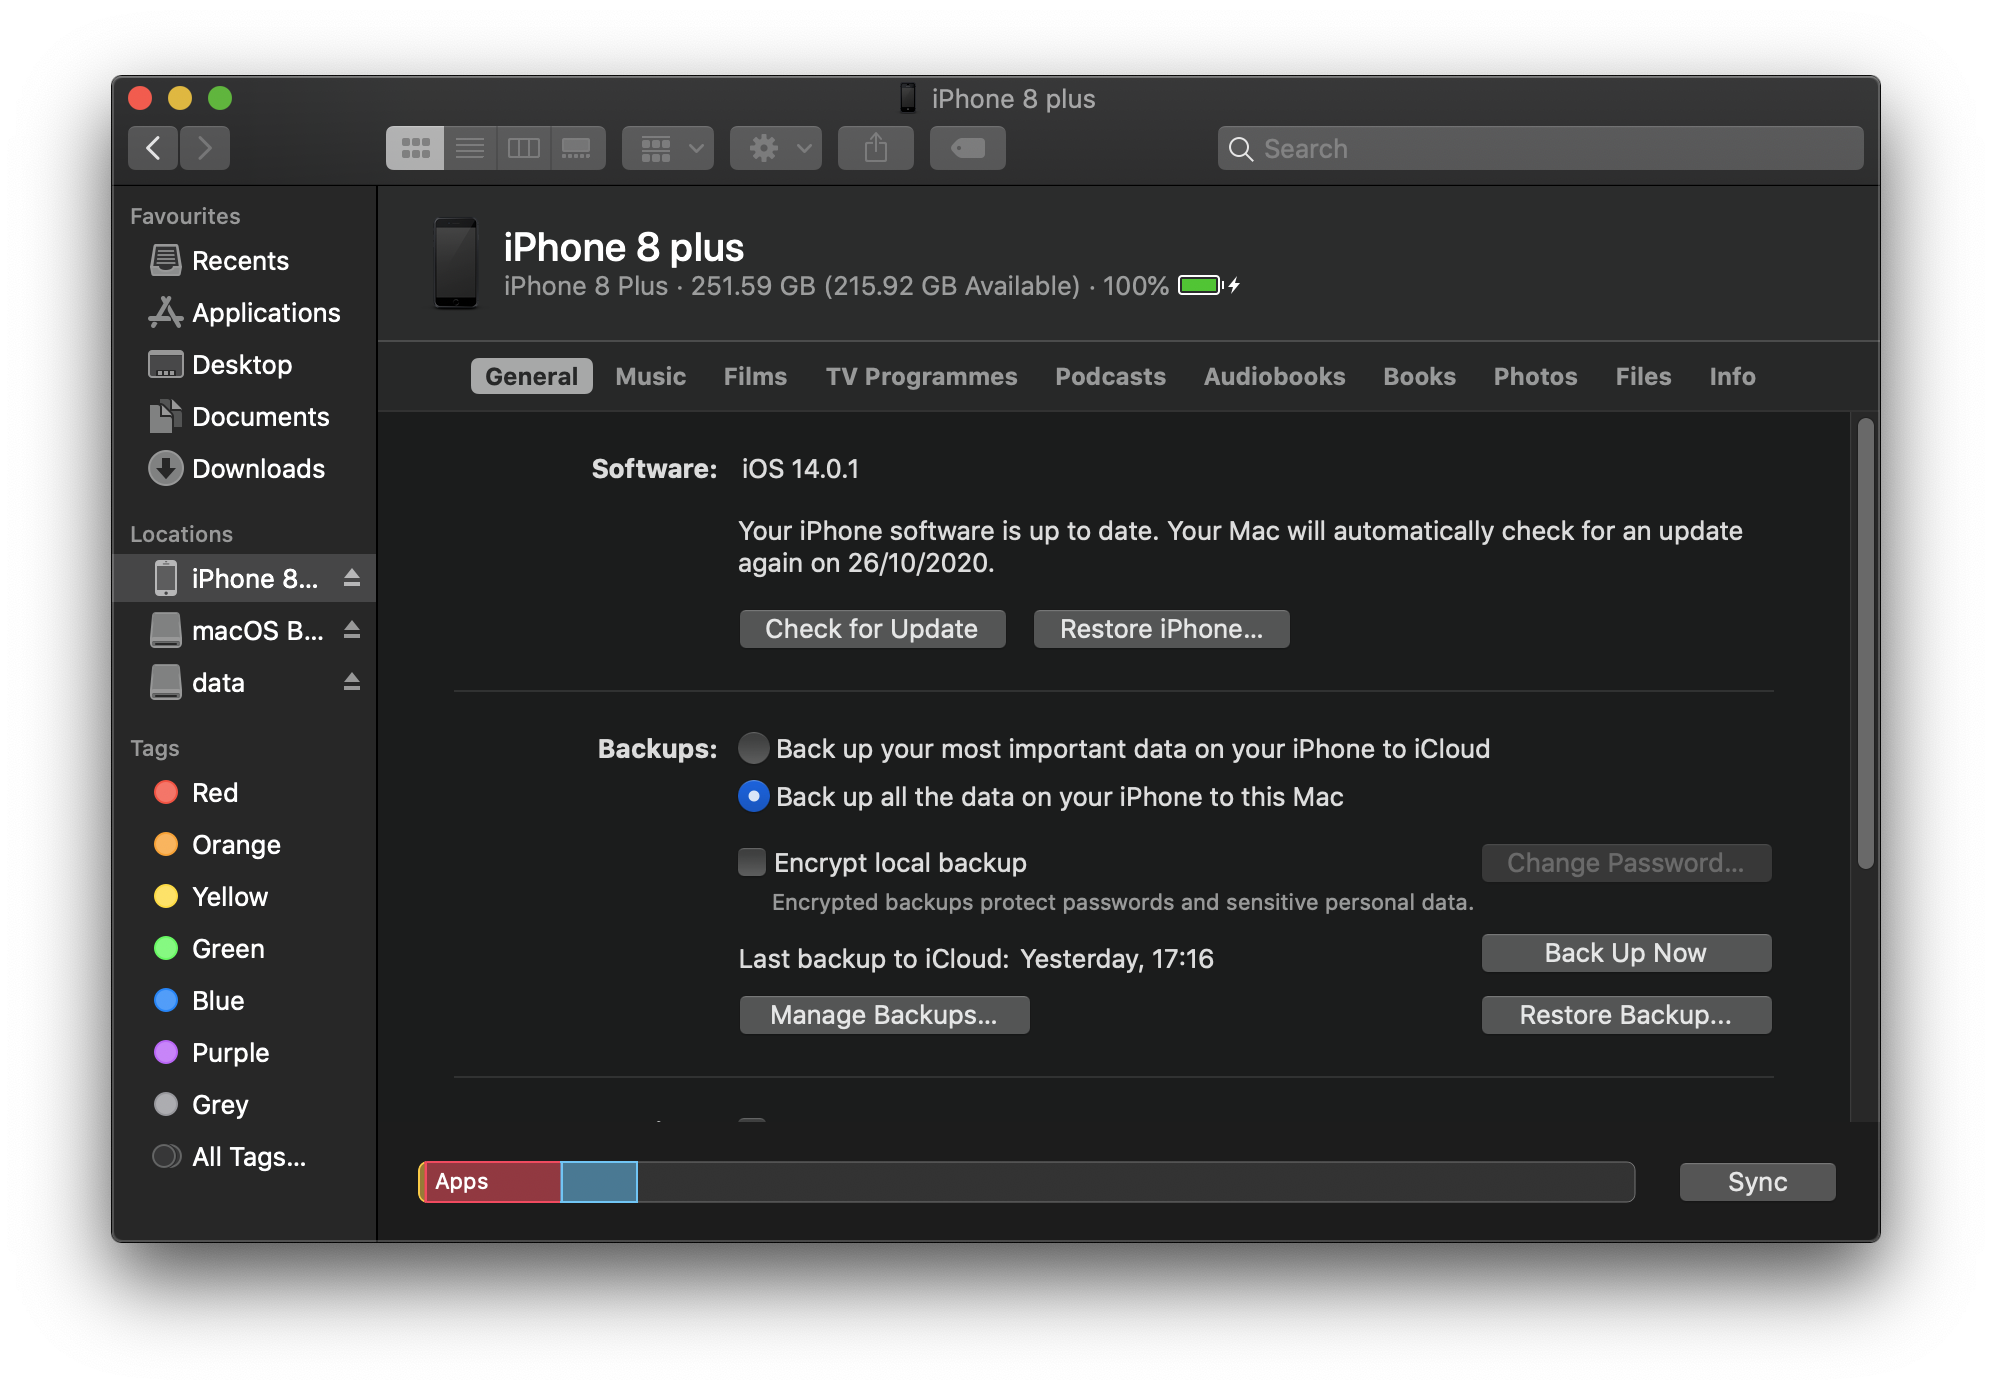 iPhone 8 plus
Search
Favourites
Recents
Applications
Desktop
Documents
Downloads
Locations
iPhone 8...
macOS B...
data
Tags
Red
Orange
Yellow
Green
Blue
Purple
Grey
All Tags...
iPhone 8 plus
iPhone 8 Plus · 251.59 GB (215.92 GB Available) · 100%
General Music Films TV Programmes Podcasts Audiobooks Books Photos Files Info
Software: iOS 14.0.1
Your iPhone software is up to date. Your Mac will automatically check for an update
again on 26/10/2020.
Check for Update Restore iPhone...
Backups: Back up your most important data on your iPhone to iCloud
Back up all the data on your iPhone to this Mac
Encrypt local backup Change Password...
Encrypted backups protect passwords and sensitive personal data.
Last backup to iCloud: Yesterday, 17:16 Back Up Now
Manage Backups... Restore Backup...
Apps Sync